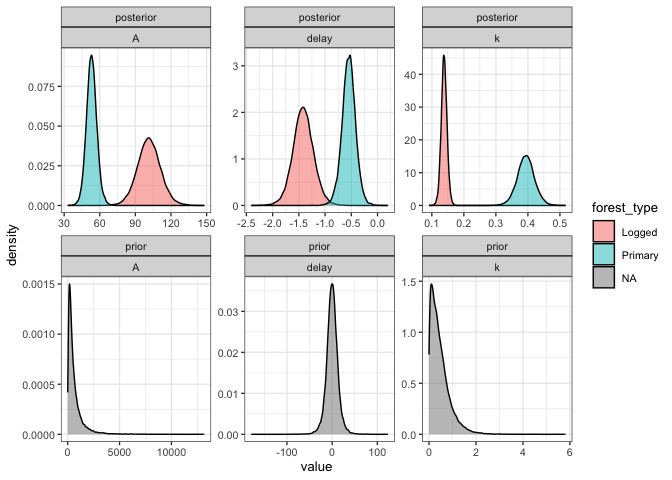 posterior posterior posterior
A delay k
0.075
0.050
0.025
0.000
3
2
1
0
40
30
20
10
0
30 60 90 120 150
-2.5 -2.0 -1.5 -1.0 -0.5 0.0
0.1 0.2 0.3 0.4 0.5
density
forest_type
Logged
Primary
NA
prior prior prior
A delay k
0.0015
0.0010
0.0005
0.0000
0.03
0.02
0.01
0.00
1.5
1.0
0.5
0.0
0 5000 10000
-100 0 100
0 2 4 6
value